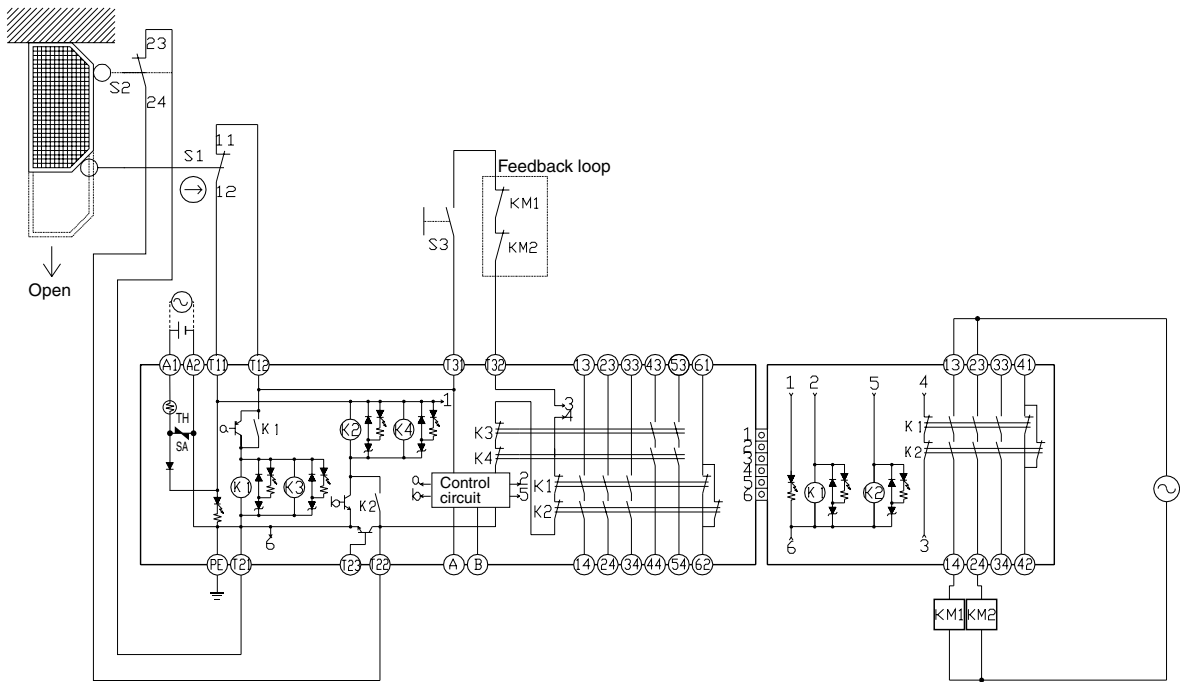 23
S2
24
11
S1
12
Feedback loop
KM1
S3
KM2
Open
A1 A2 T11 T12 T31 T32 13 23 33 43 53 61
13 23 33 41
TH
SA
a
K1
K2
K4
1
3
4
K3
K4
K1
K3
b
K2
Control
circuit
a
b
2
5
K1
K2
6
1
2
3
4
5
6
1 2 5 4
K1
K2
K1
K2
6
3
PE T21 T23 T22 A B 14 24 34 44 54 62
14 24 34 42
KM1 KM2